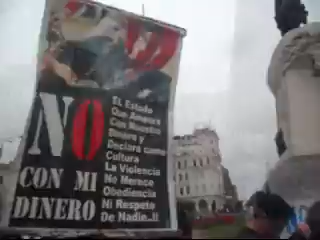 NO
CON MI
DINERO
EL Estado
Que Ampara
Con Nuestro
Dinero y
Declara como
Cultura
La Violencia
No Merece
Obediencia
Ni Respeto
De Nadie..!!